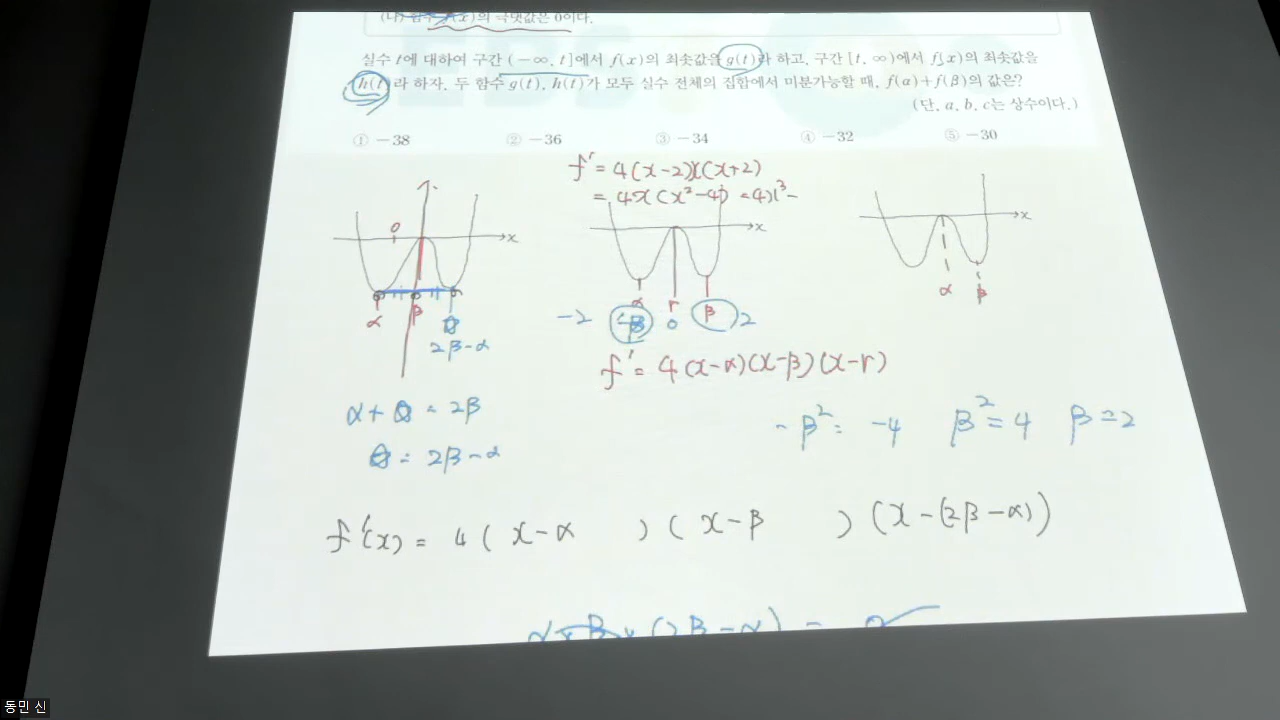 (나) 함수 f(x)의 극댓값은 0이다.
실수 t에 대하여 구간 (−∞, t]에서 f(x)의 최솟값을 g(t)라 하고, 구간 [t, ∞)에서 f(x)의 최솟값을
h(t)라 하자. 두 함수 g(t), h(t)가 모두 실수 전체의 집합에서 미분가능할 때, f(α)+f(β)의 값은?
(단, a, b, c는 상수이다.)
① −38 ② −36 ③ −34 ④ −32 ⑤ −30
f' = 4(x-2)x(x+2)
= 4x(x²-4) = 4x³-
0 x x x
α β 2β-α
α r β
α β
-2 0 2
f' = 4(x-α)(x-β)(x-r)
α+θ = 2β
-β² = -4 β² = 4 β = 2
θ = 2β-α
f'(x) = 4(x-α)(x-β)(x-(2β-α))
α×β×(2β-α) =
동민 신